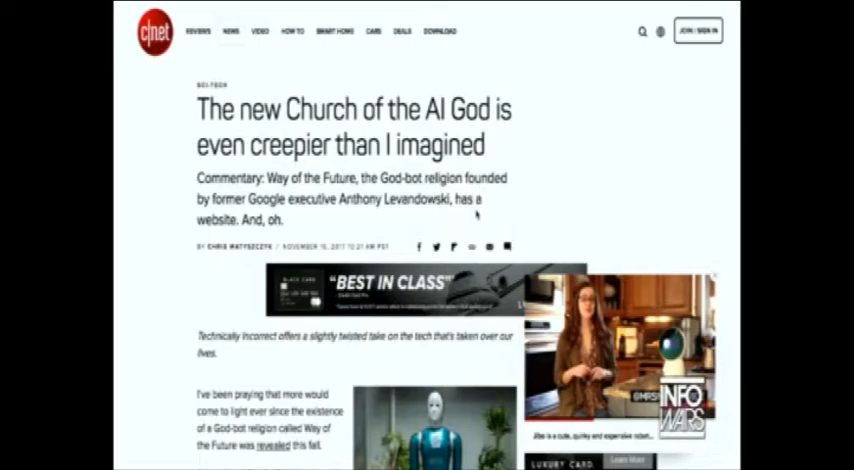 c|net
REVIEWS NEWS VIDEO HOW TO SMART HOME CARS DEALS DOWNLOAD
JOIN / SIGN IN
SCI-TECH
The new Church of the AI God is
even creepier than I imagined
Commentary: Way of the Future, the God-bot religion founded
by former Google executive Anthony Levandowski, has a
website. And, oh.
BY CHRIS MATYSZCZYK / NOVEMBER 16, 2017
BLACK CARD
"BEST IN CLASS"
Technically Incorrect offers a slightly twisted take on the tech that's taken over our
lives.
I've been praying that more would
come to light ever since the existence
of a God-bot religion called Way of
the Future was revealed this fall.
INFO
WARS
Jibo is a cute, quirky and expensive robot...
LUXURY CARD
Learn More